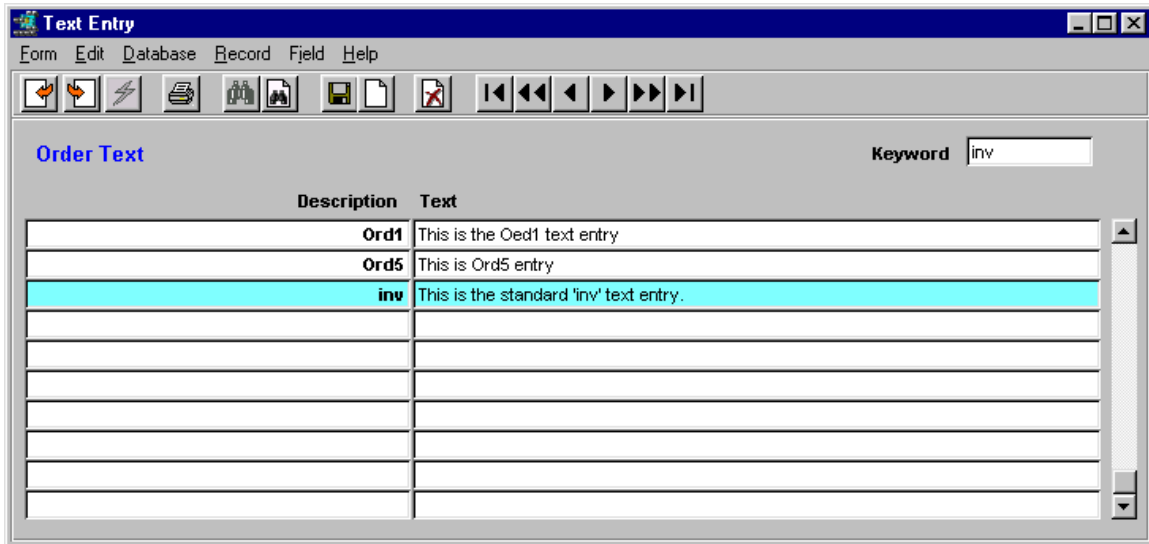 Text Entry
Form Edit Database Record Field Help
Order Text Keyword inv
Description Text
Ord1 This is the Oed1 text entry
Ord5 This is Ord5 entry
inv This is the standard 'inv' text entry.